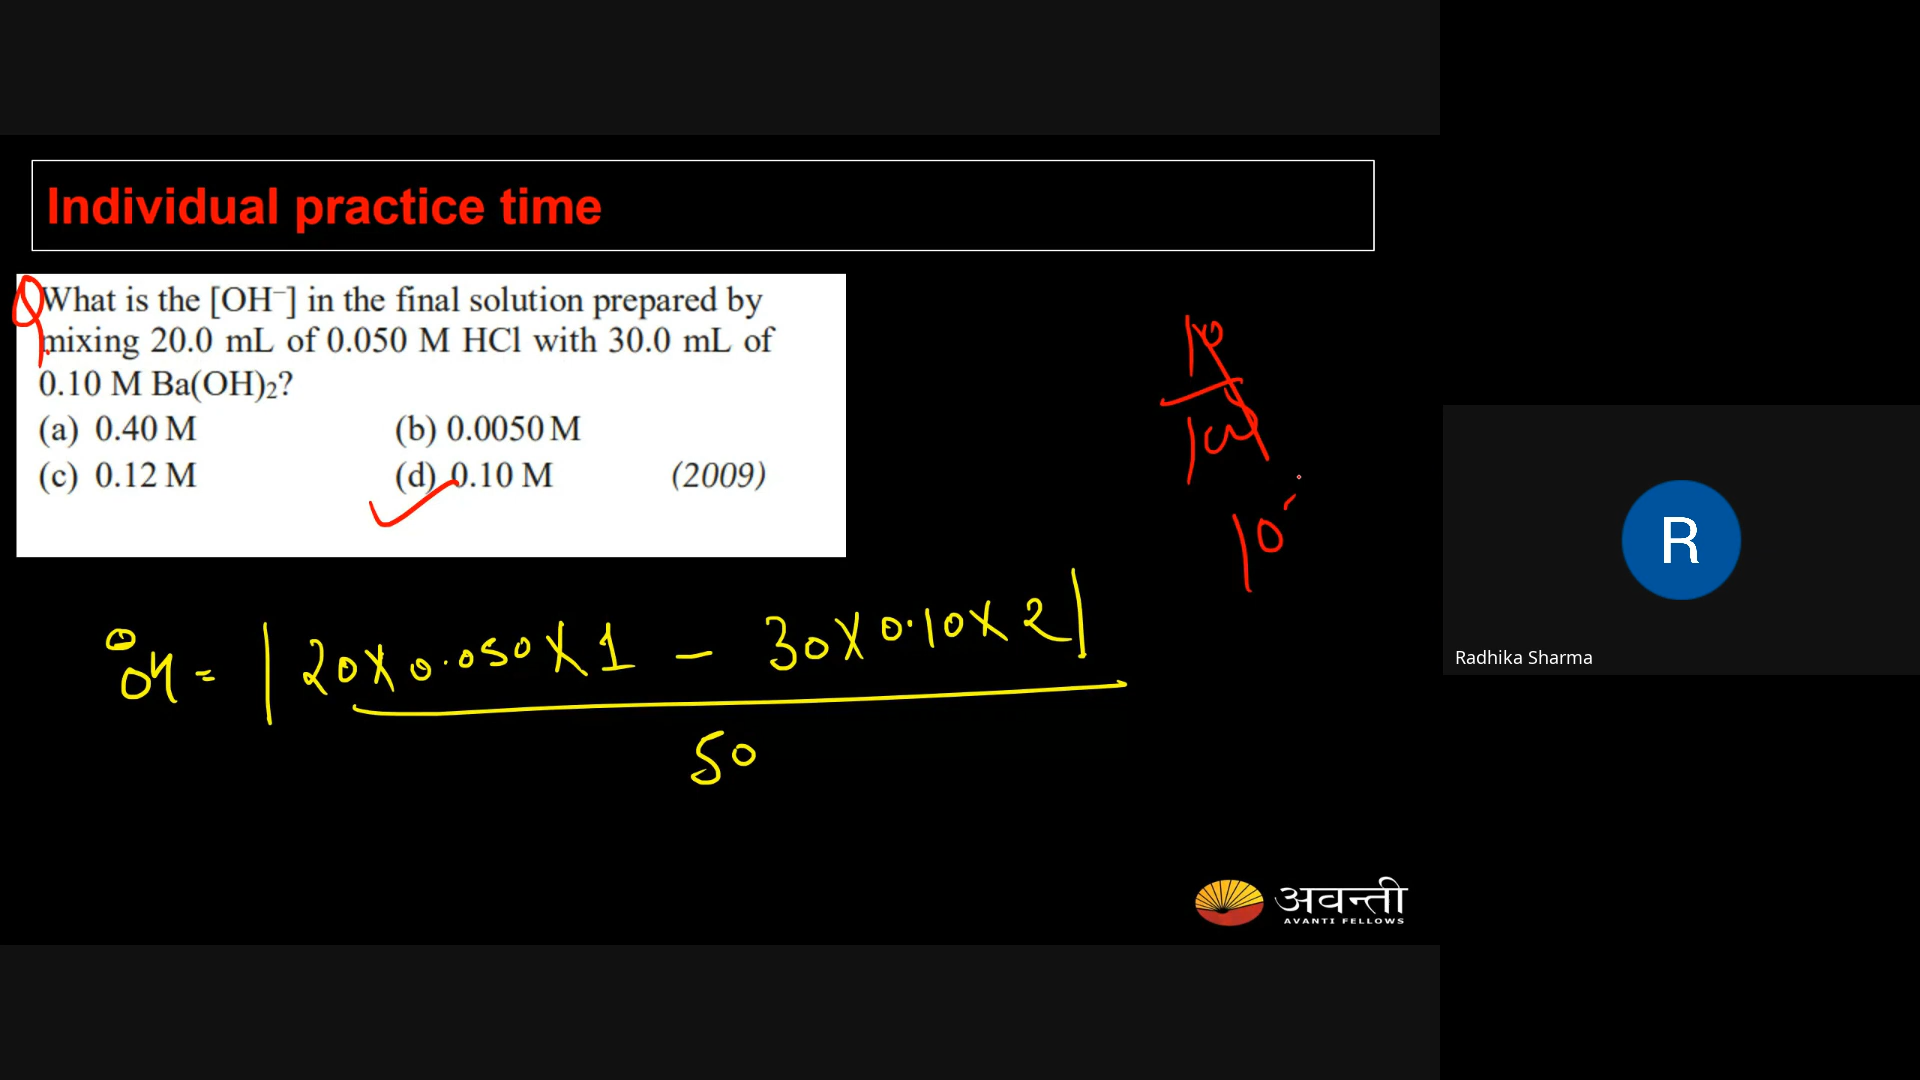 Individual practice time
Q What is the [OH⁻] in the final solution prepared by
mixing 20.0 mL of 0.050 M HCl with 30.0 mL of
0.10 M Ba(OH)₂?
(a) 0.40 M (b) 0.0050 M
(c) 0.12 M (d) 0.10 M (2009)
10
10
⊖OH = | 20 X 0.050 X 1 − 30 X 0.10 X 2 |
50
R
Radhika Sharma
अवन्ती
AVANTI FELLOWS